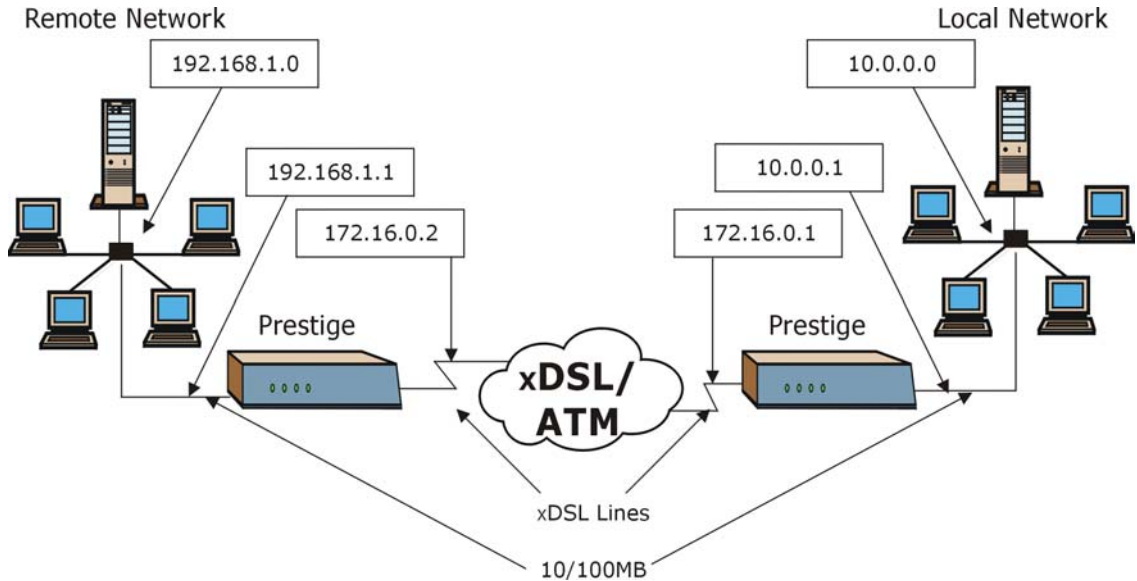 Remote Network
Local Network
192.168.1.0
10.0.0.0
192.168.1.1
10.0.0.1
172.16.0.2
172.16.0.1
Prestige
Prestige
xDSL/
ATM
xDSL Lines
10/100MB